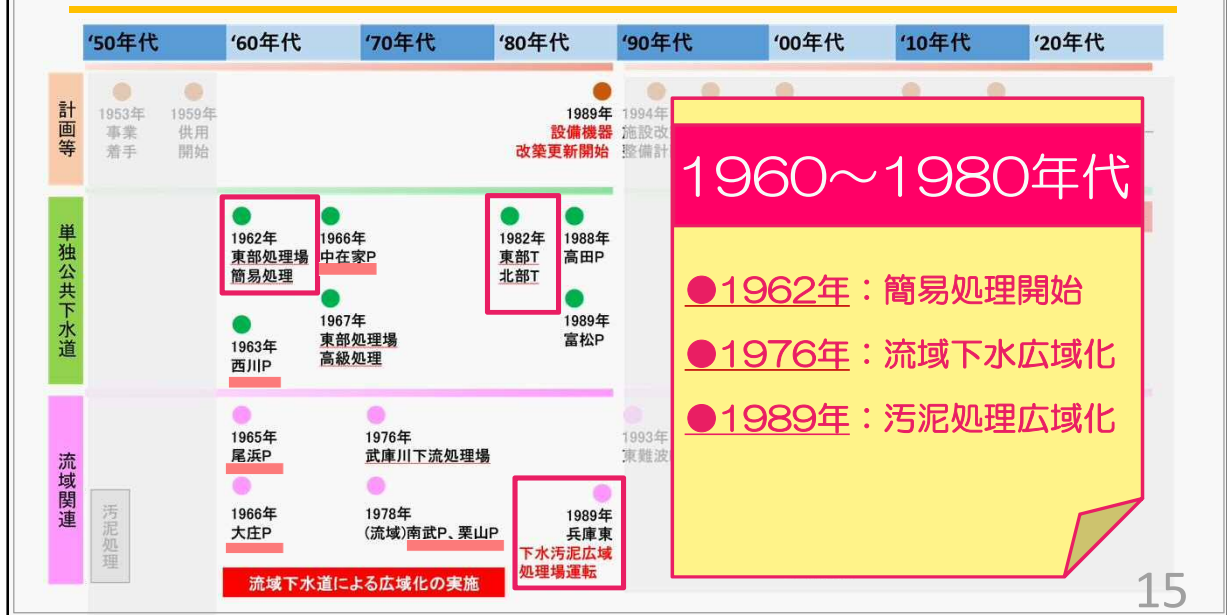 ‘50年代
‘60年代
‘70年代
‘80年代
‘90年代
‘00年代
‘10年代
‘20年代
計画等
1953年
事業
着手
1959年
供用
開始
1989年
設備機器
改築更新開始
1994年
施設改
整備計
単独公共下水道
1962年
東部処理場
簡易処理
1966年
中在家P
1982年
東部T
北部T
1988年
高田P
1963年
西川P
1967年
東部処理場
高級処理
1989年
富松P
流域関連
1965年
尾浜P
1976年
武庫川下流処理場
1993年
東難波
汚泥処理
1966年
大庄P
1978年
(流域)南武P、栗山P
1989年
兵庫東
下水汚泥広域
処理場運転
流域下水道による広域化の実施
1960~1980年代
●1962年：簡易処理開始
●1976年：流域下水広域化
●1989年：汚泥処理広域化
15